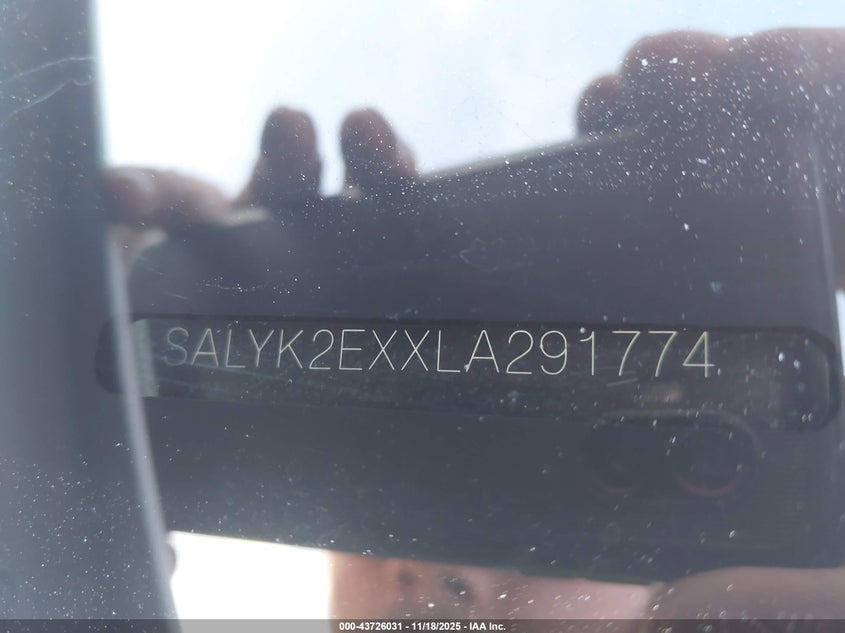 SALYK2EXXLA291774
000-43726031 - 11/18/2025 - IAA Inc.